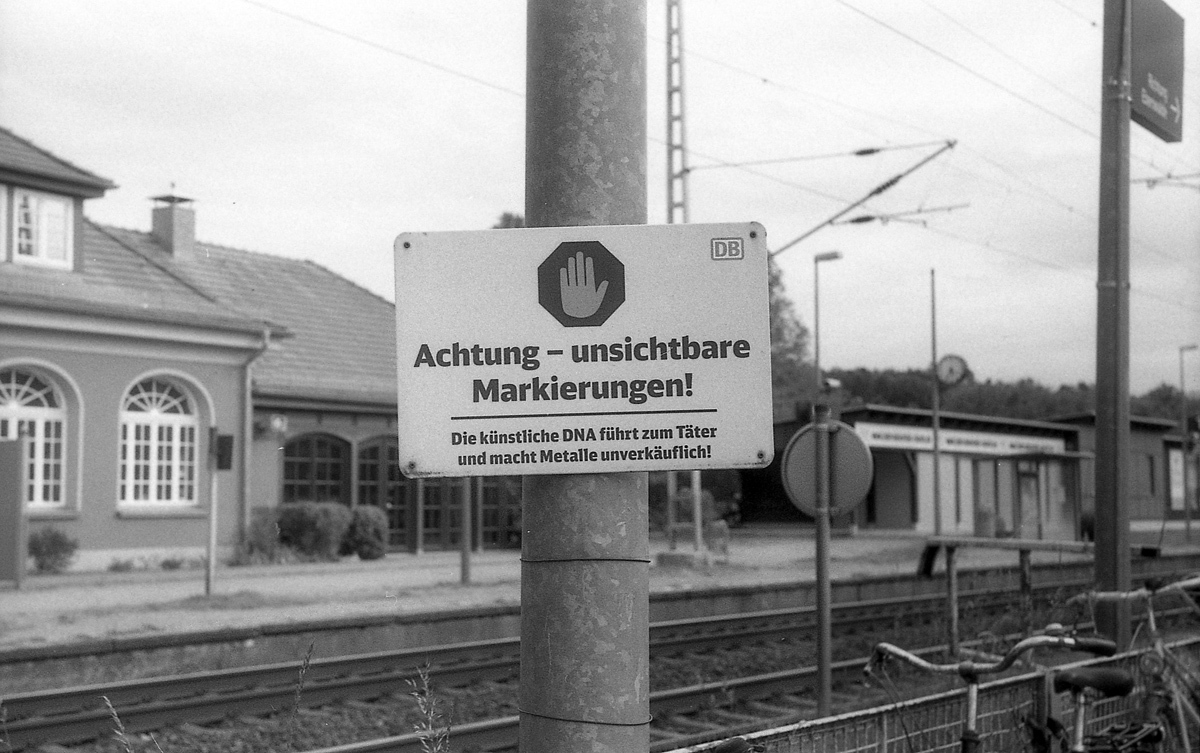 DB
Achtung – unsichtbare
Markierungen!
Die künstliche DNA führt zum Täter
und macht Metalle unverkäuflich!